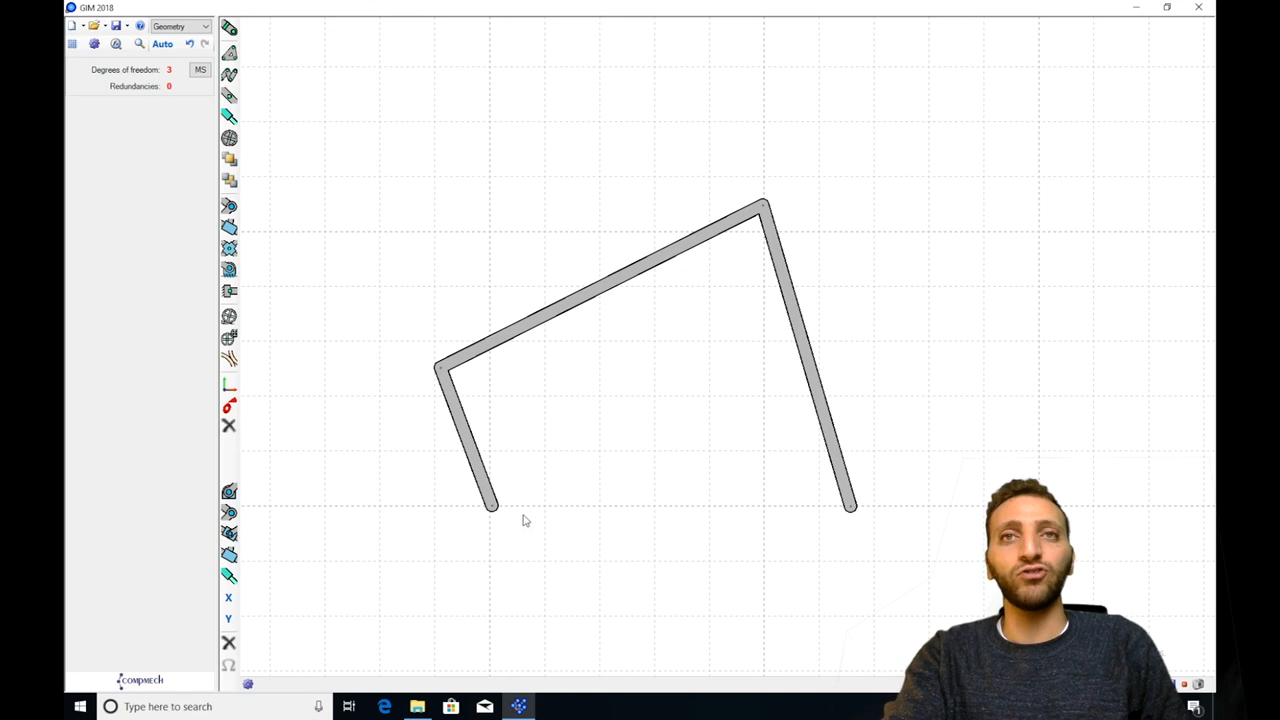 GIM 2018
Geometry
Auto
Degrees of freedom: 3 MS
Redundancies: 0
X
Y
COMPMECH
Type here to search